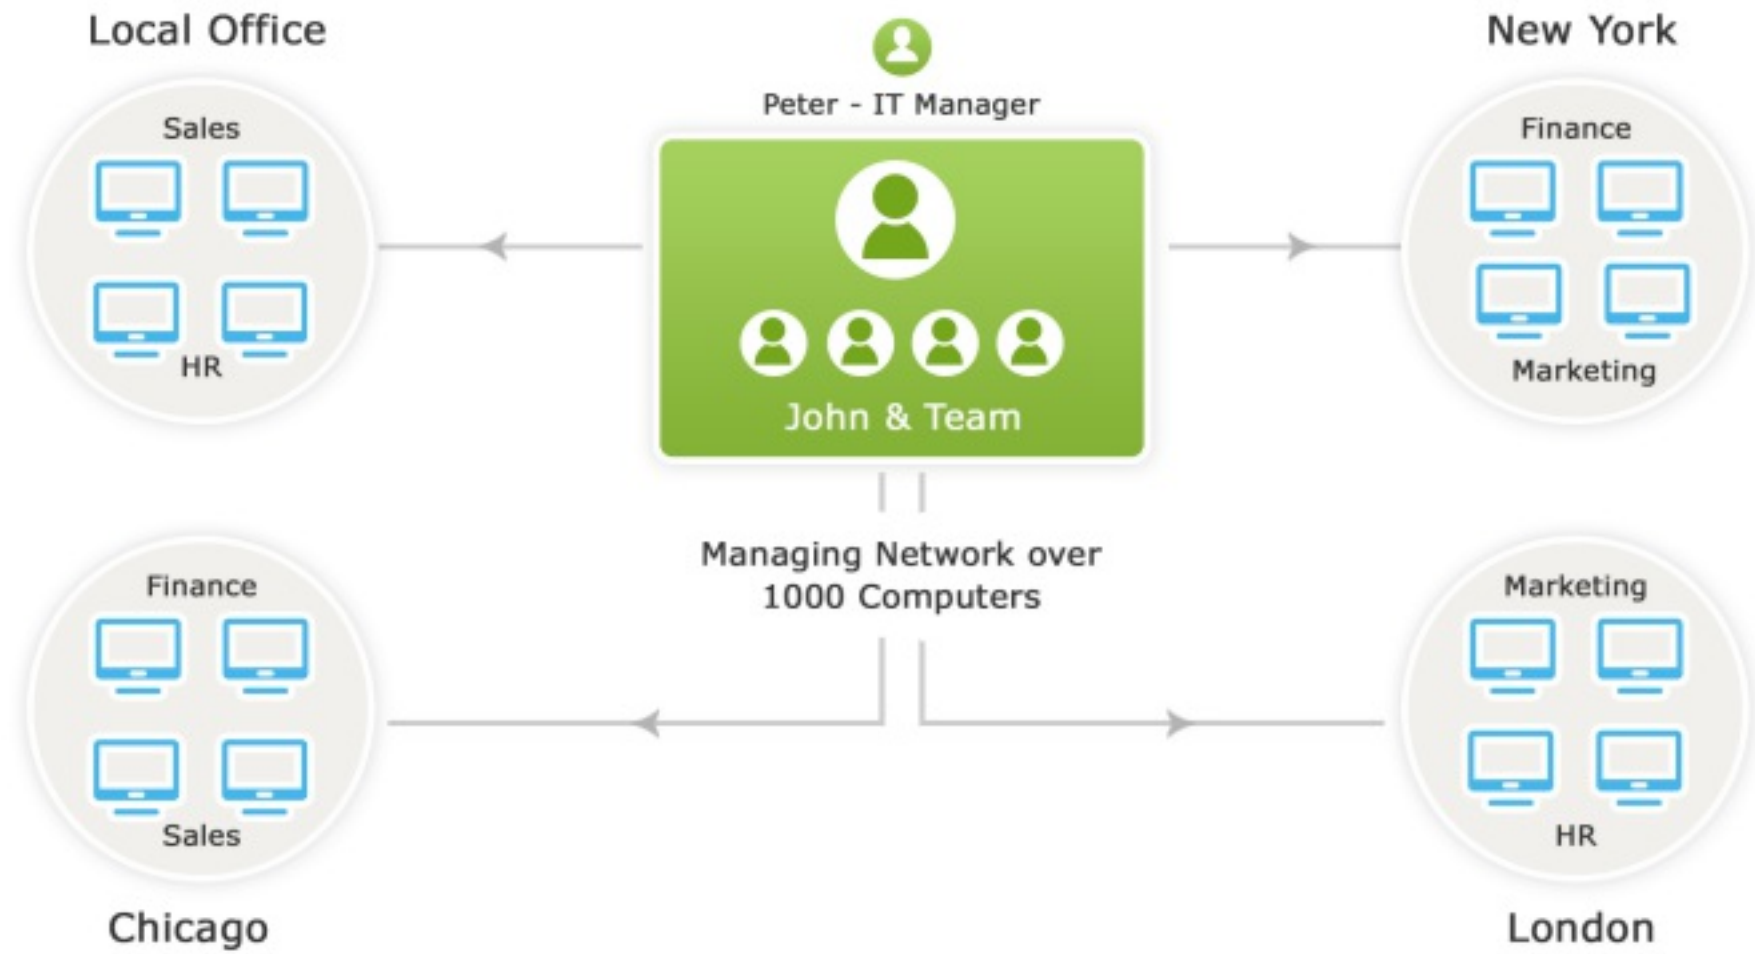 Local Office
Sales
HR
Peter - IT Manager
John & Team
New York
Finance
Marketing
Managing Network over
1000 Computers
Finance
Sales
Chicago
Marketing
HR
London